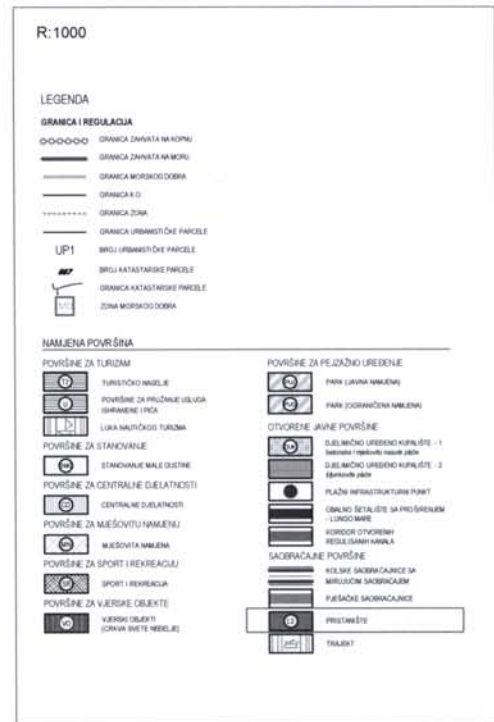 R:1000
LEGENDA
GRANICA I REGULACIJA
GRANICA ZAHVATA NA KOPNU
GRANICA ZAHVATA NA MORU
GRANICA MORSKOG DOBRA
GRANICA K.O.
GRANICA ZONA
GRANICA URBANISTIČKE PARCELE
UP1 BROJ URBANISTIČKE PARCELE
BROJ KATASTARSKE PARCELE
GRANICA KATASTARSKE PARCELE
ZONA MORSKOG DOBRA
NAMJENA POVRŠINA
POVRŠINE ZA TURIZAM
TURISTIČKO NASELJE
POVRŠINE ZA PRUŽANJE USLUGA
ISHRANE I PIĆA
LUKA NAUTIČKOG TURIZMA
POVRŠINE ZA STANOVANJE
STANOVANJE MALE GUSTINE
POVRŠINE ZA CENTRALNE DJELATNOSTI
CENTRALNE DJELATNOSTI
POVRŠINE ZA MJEŠOVITU NAMJENU
MJEŠOVITA NAMJENA
POVRŠINE ZA SPORT I REKREACIJU
SPORT I REKREACIJA
POVRŠINE ZA VJERSKE OBJEKTE
VJERSKI OBJEKTI
(CRKVA SVETE NEDELJE)
POVRŠINE ZA PEJZAŽNO UREĐENJE
PARK (JAVNA NAMJENA)
PARK (OGRANIČENA NAMJENA)
OTVORENE JAVNE POVRŠINE
DJELIMIČNO UREĐENO KUPALIŠTE - 1
DJELIMIČNO UREĐENO KUPALIŠTE - 2
šljunkovite plaže
PLAŽNI INFRASTRUKTURNI PUNKT
OBALNO ŠETALIŠTE SA PROŠIRENJEM
- LUNGO MARE
KORIDOR OTVORENIH
REGULISANIH KANALA
SAOBRAĆAJNE POVRŠINE
KOLSKE SAOBRAĆAJNICE SA
MIRUJUĆIM SAOBRAĆAJEM
PJEŠAČKE SAOBRAĆAJNICE
PRISTANIŠTE
TRAJEKT